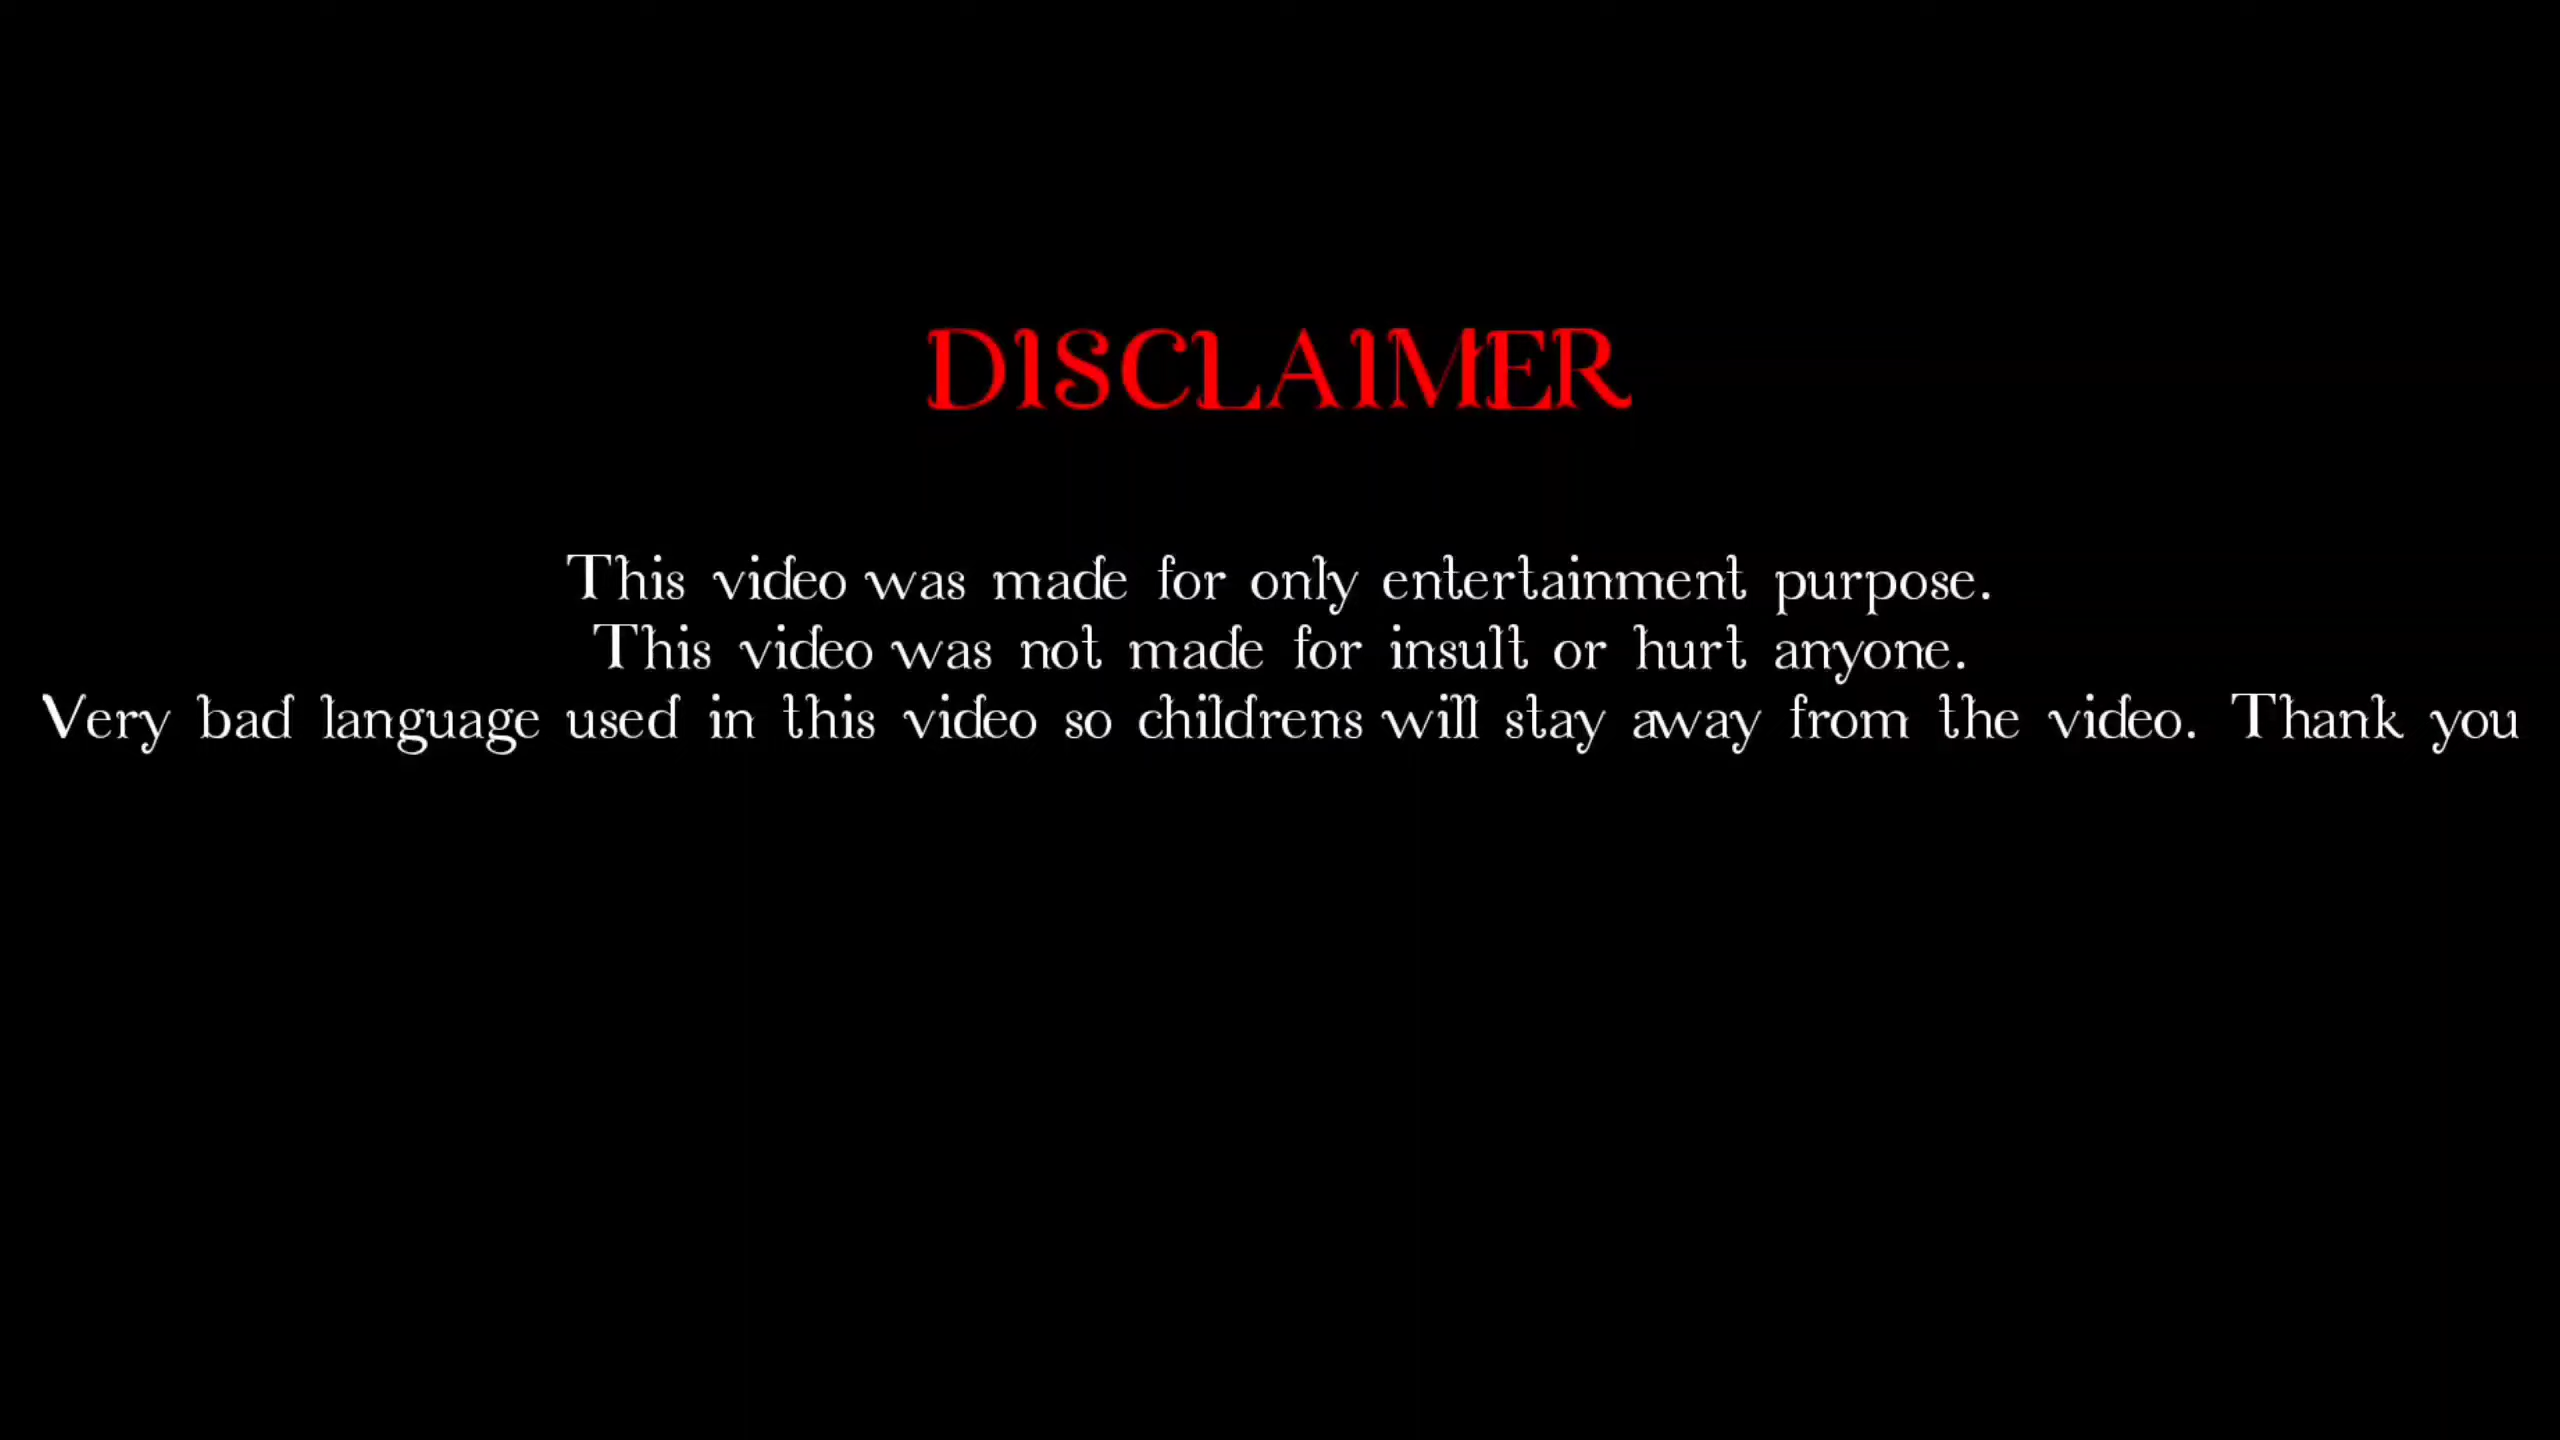 DISCLAIMER
This video was made for only entertainment purpose.
This video was not made for insult or hurt anyone.
Very bad language used in this video so childrens will stay away from the video. Thank you